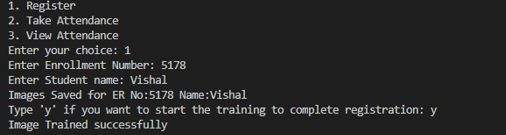 1. Register
2. Take Attendance
3. View Attendance
Enter your choice: 1
Enter Enrollment Number: 5178
Enter Student name: Vishal
Images Saved for ER No:5178 Name:Vishal
Type 'y' if you want to start the training to complete registration: y
Image Trained successfully